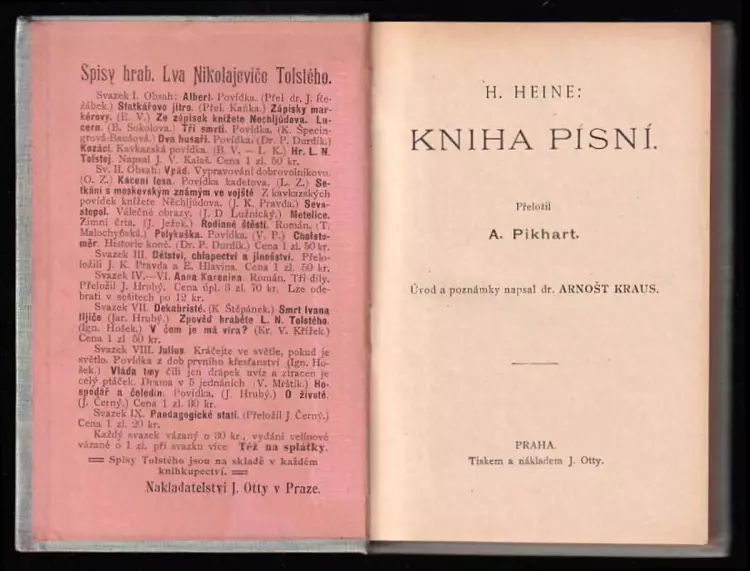 Spisy hrab. Lva Nikolajeviče Tolstého.
Svazek I. Obsah: Albert. Povídka. (Přel dr. J. Ře-
žábek.) Statkářovo jitro. (Přel. Kaňka.) Zápisky mar-
kérovy. (E. V.) Ze zápisek knížete Nechljúdova. Lu-
cern. (B. Sokolova.) Tři smrti. Povídka. (K. Špecin-
grová-Baušová.) Dva husaři. Povídka. (Dr. P. Durdík.)
Kozáci. Kavkazská povídka. (B. V. — I. K.) Hr. L. N.
Tolstoj. Napsal J. V. Kalaš. Cena 1 zl. 50 kr.
Sv. II. Obsah: Vpád. Vypravování dobrovolníkovo.
(O. Z.) Kácení lesa. Povídka kadetova. (L. Z.) Se-
tkání s moskevským známým ve vojště. Z kavkazských
povídek knížete Něchljúdova. (J. K. Pravda.) Seva-
stopol. Válečné obrazy. (J. D Lužnický.) Metelice.
Zimní črta. (J. Ježek.) Rodinné štěstí. Román. (T.
Malochyňská.) Polykuška. Povídka. (V. P.) Cholsto-
měr. Historie koně. (Dr. P. Durdík.) Cena 1 zl. 50 kr.
Svazek III. Dětství, chlapectví a jinošství. Přelo-
ložili J. K. Pravda a E. Hlavina. Cena 1 zl. 50 kr.
Svazek IV.—VI. Anna Karenina. Román. Tři díly.
Přeložil J. Hrubý. Cena úpl. 3 zl. 70 kr. Lze ode-
brati v sešitech po 12 kr.
Svazek VII. Dekabristé. (K Štěpánek.) Smrt Ivana
Iljiče (Jar. Hrubý.) Zpověď hraběte L. N. Tolstého.
(Ign. Hošek.) V čem je má víra? (Kr. V. Křížek)
Cena 1 zl 50 kr.
Svazek VIII. Julius. Kráčejte ve světle, pokud je
světlo. Povídka z dob prvního křesťanství (Ign. Ho-
šek.) Vláda tmy čili jen drápek uvíz a ztracen je
celý ptáček. Drama v 5 jednáních (V. Mrštík.) Ho-
spodář a čeledín. Povídka, (J. Hrubý.) O životě.
(J. Černý.) Cena 1 zl. 80 kr.
Svazek IX. Paedagogické stati. (Přeložil J. Černý.)
Cena 1 zl. 20 kr.
Každý svazek vázaný o 30 kr., vydání velínové
vázané o 1 zl. při svazku více Též na splátky.
Spisy Tolstého jsou na skladě v každém
knihkupectví.
Nakladatelství J. Otty v Praze.
H. HEINE:
KNIHA PÍSNÍ.
Přeložil
A. Pikhart.
Úvod a poznámky napsal dr. ARNOŠT KRAUS.
PRAHA.
Tiskem a nákladem J. Otty.